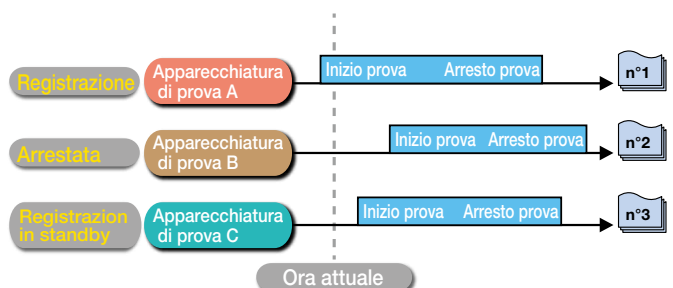 Registrazione
Apparecchiatura
di prova A
Inizio prova Arresto prova
n°1
Arrestata
Apparecchiatura
di prova B
Inizio prova Arresto prova
n°2
Registrazion
in standby
Apparecchiatura
di prova C
Inizio prova Arresto prova
n°3
Ora attuale